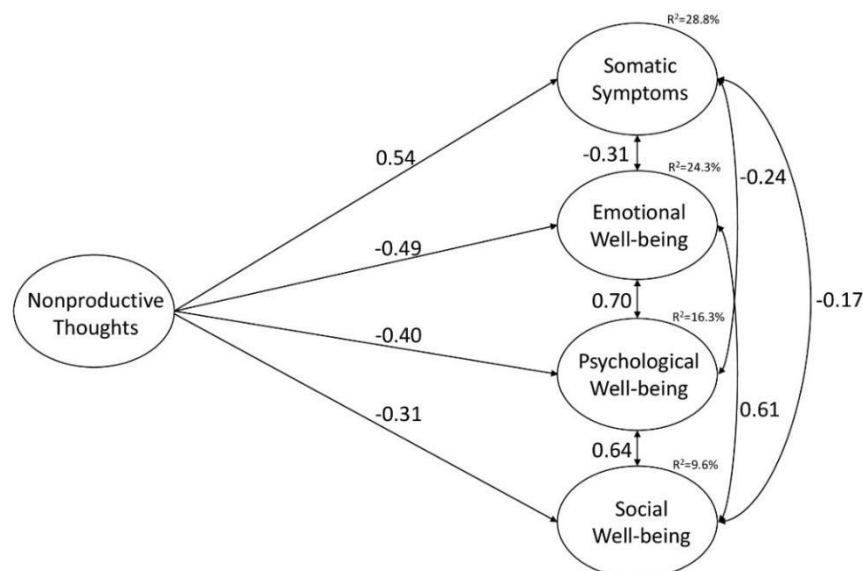 R²=28.8%
Somatic
Symptoms
0.54
-0.31
-0.24
R²=24.3%
Emotional
Well-being
-0.49
Nonproductive
Thoughts
0.70
-0.17
R²=16.3%
-0.40
Psychological
Well-being
-0.31
0.61
0.64
R²=9.6%
Social
Well-being